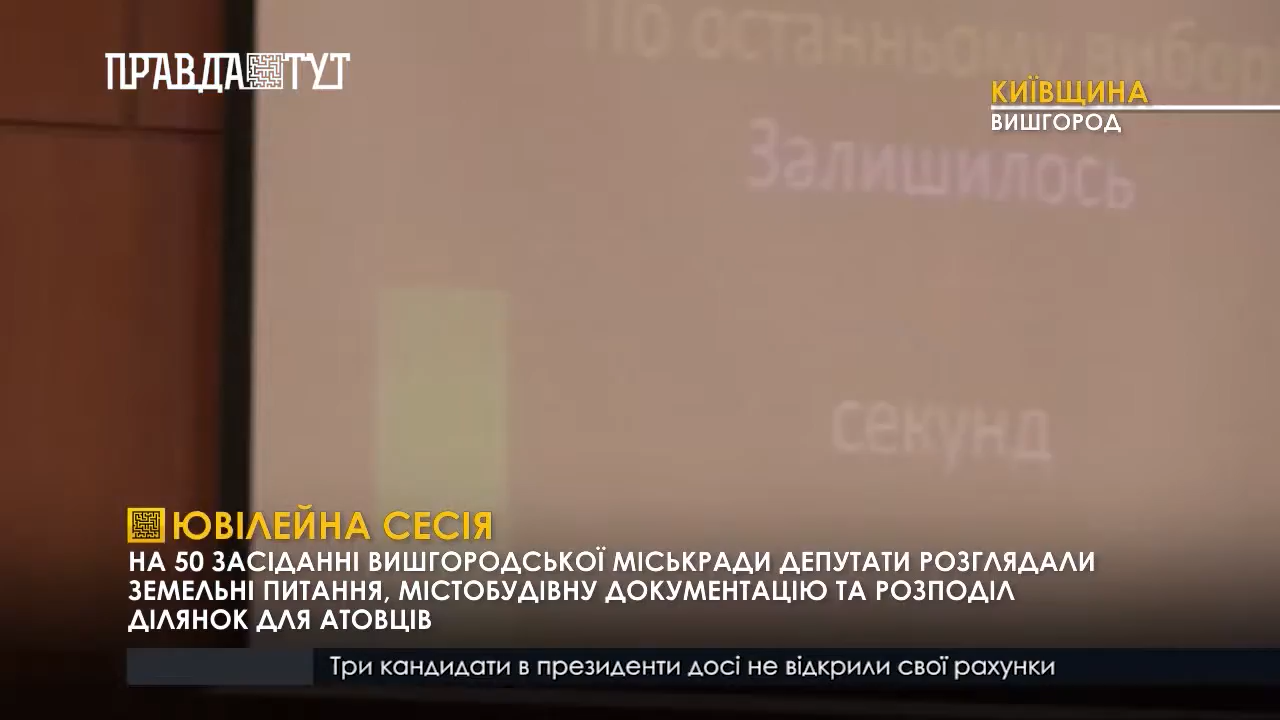 ПРАВДА ТУТ
По останньому вибор
КИЇВЩИНА
ВИШГОРОД
Залишилось
секунд
ЮВІЛЕЙНА СЕСІЯ
НА 50 ЗАСІДАННІ ВИШГОРОДСЬКОЇ МІСЬКРАДИ ДЕПУТАТИ РОЗГЛЯДАЛИ
ЗЕМЕЛЬНІ ПИТАННЯ, МІСТОБУДІВНУ ДОКУМЕНТАЦІЮ ТА РОЗПОДІЛ
ДІЛЯНОК ДЛЯ АТОВЦІВ
Три кандидати в президенти досі не відкрили свої рахунки